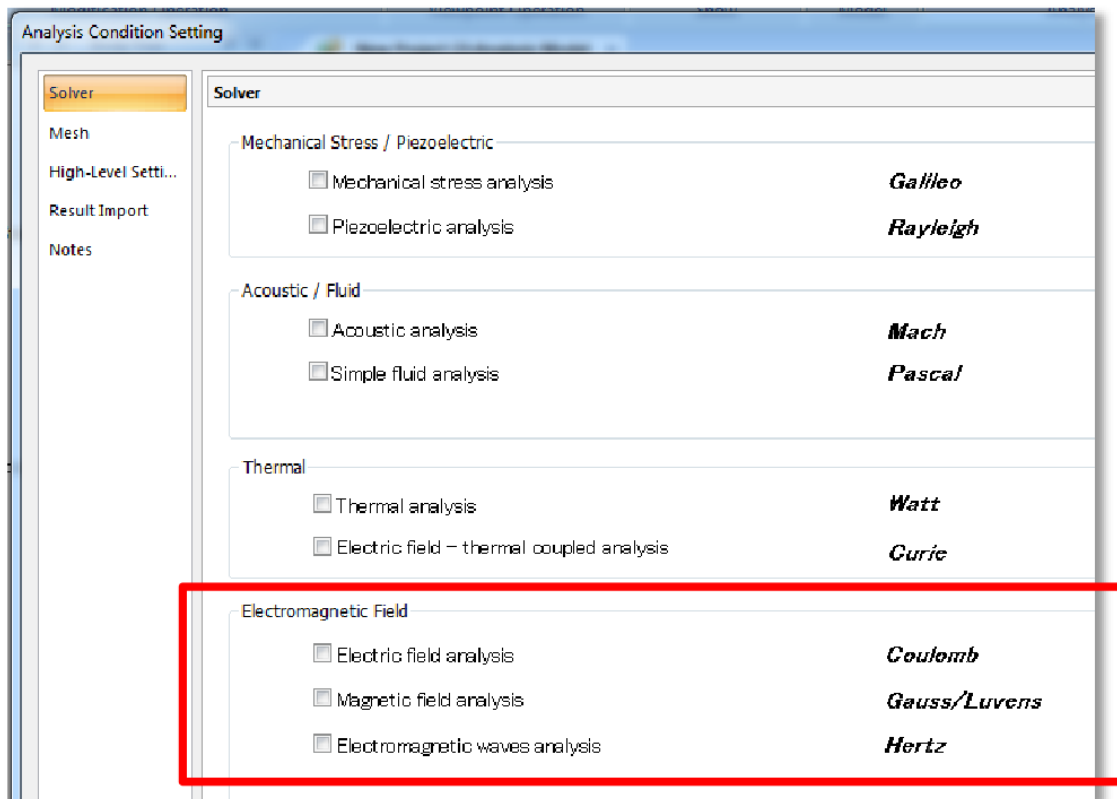 Analysis Condition Setting
Solver
Mesh
High-Level Setti...
Result Import
Notes
Solver
Mechanical Stress / Piezoelectric
Mechanical stress analysis Galileo
Piezoelectric analysis Rayleigh
Acoustic / Fluid
Acoustic analysis Mach
Simple fluid analysis Pascal
Thermal
Thermal analysis Watt
Electric field - thermal coupled analysis Curie
Electromagnetic Field
Electric field analysis Coulomb
Magnetic field analysis Gauss/Luvens
Electromagnetic waves analysis Hertz